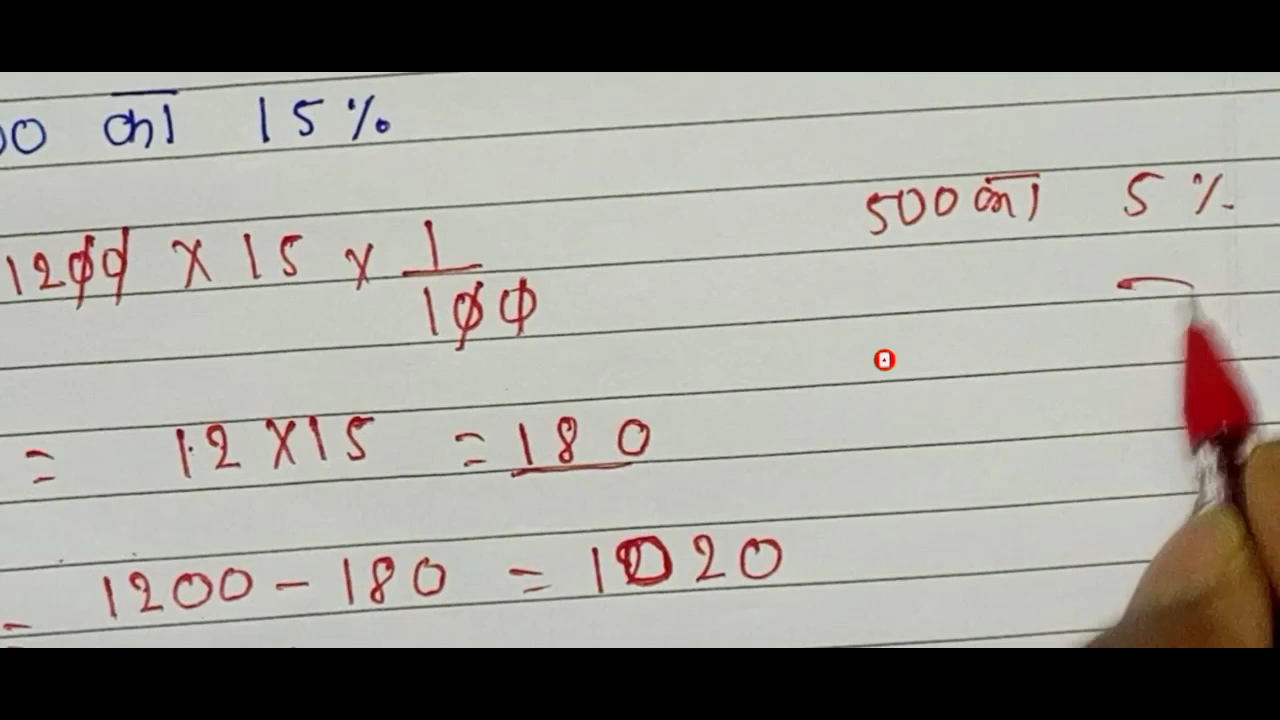 00 का 15%
500 का 5%
1200 × 15 × 1/100
= 12 × 15 = 180
- 1200 - 180 = 1020